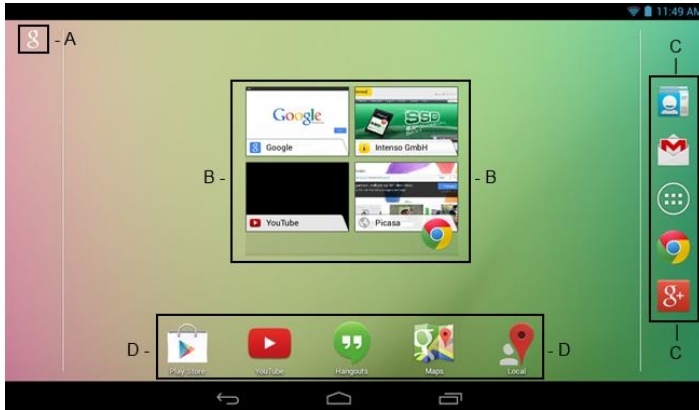 11:49 AM
g - A
C
Google
SSD
Google
Intenso GmbH
B -
- B
YouTube
Picasa
g+
D -
- D
Play Store
YouTube
Hangouts
Maps
Local
C